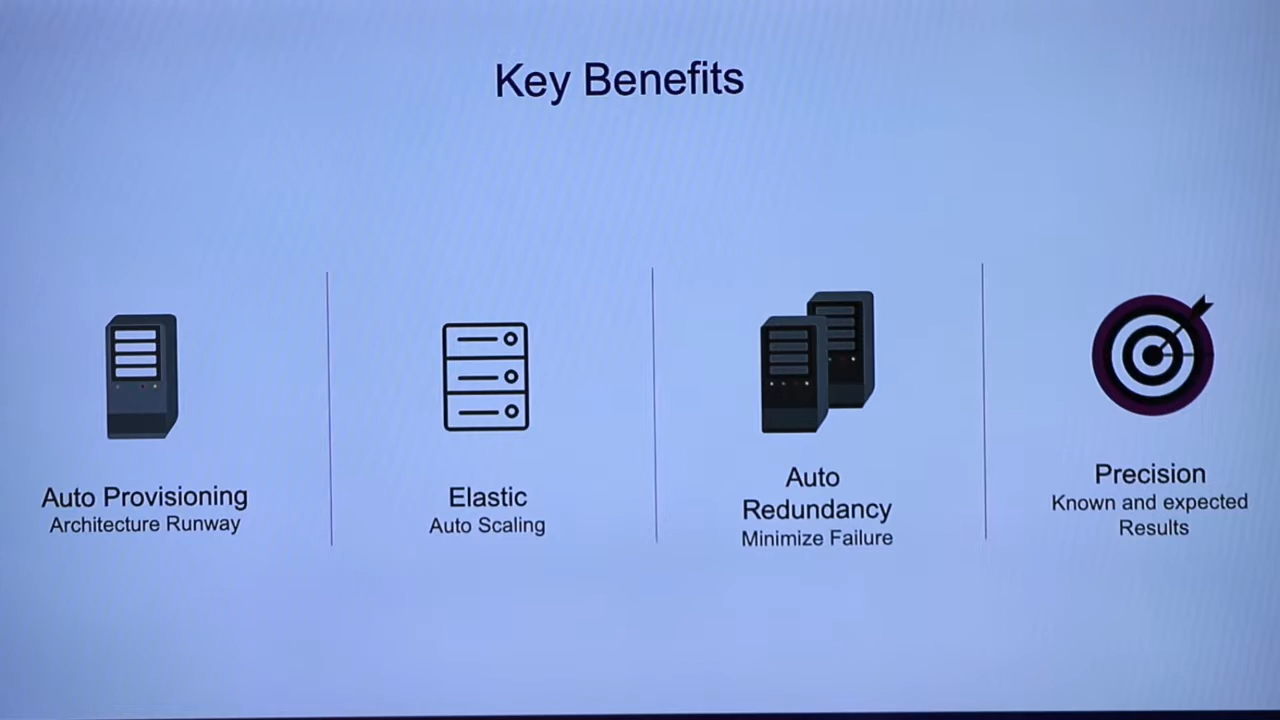 Key Benefits
Auto Provisioning
Architecture Runway
Elastic
Auto Scaling
Auto
Redundancy
Minimize Failure
Precision
Known and expected
Results